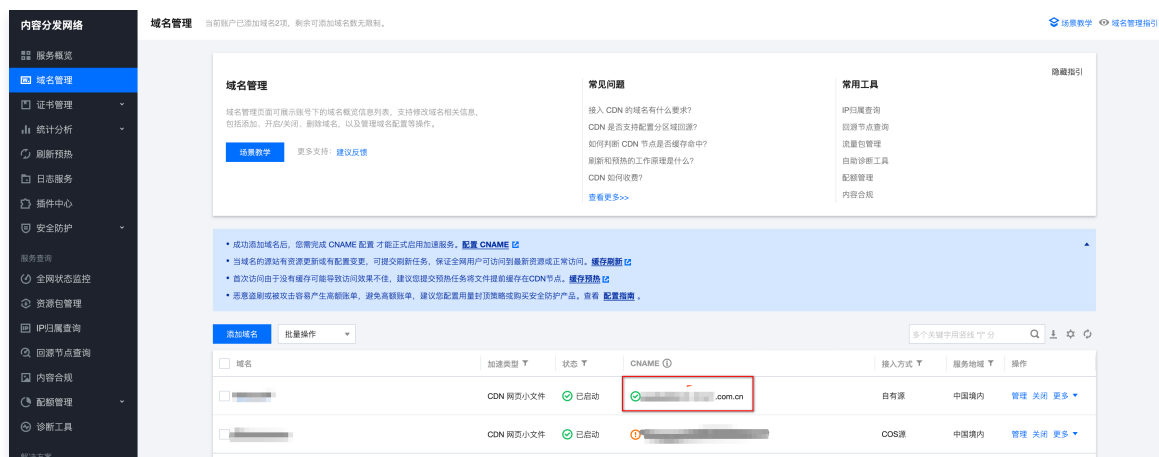 内容分发网络
域名管理 当前账户已添加域名2项，剩余可添加域名数无限制。 场景教学 域名管理指引
服务概览
域名管理
证书管理
统计分析
刷新预热
日志服务
插件中心
安全防护
服务查询
全网状态监控
资源包管理
IP归属查询
回源节点查询
内容合规
配额管理
诊断工具
解决方案
隐藏指引
域名管理
域名管理页面可展示账号下的域名概览信息列表，支持修改域名相关信息，
包括添加、开启/关闭、删除域名，以及管理域名配置等操作。
场景教学 更多支持：建议反馈
常见问题
接入 CDN 的域名有什么要求?
CDN 是否支持配置分区域回源?
如何判断 CDN 节点是否缓存命中?
刷新和预热的工作原理是什么?
CDN 如何收费?
查看更多>>
常用工具
IP归属查询
回源节点查询
流量包管理
自助诊断工具
配额管理
内容合规
• 成功添加域名后，您需完成 CNAME 配置 才能正式启用加速服务。配置 CNAME
• 当域名的源站有资源更新或有配置变更，可提交刷新任务，保证全网用户可访问到最新资源或正常访问。缓存刷新
• 首次访问由于没有缓存可能导致访问效果不佳，建议您提交预热任务将文件提前缓存在CDN节点。缓存预热
• 恶意盗刷或被攻击容易产生高额账单，避免高额账单，建议您配置用量封顶策略或购买安全防护产品。查看 配置指南 。
添加域名 批量操作 多个关键字用竖线 "|" 分
域名 加速类型 状态 CNAME 接入方式 服务地域 操作
CDN 网页小文件 已启动 .com.cn 自有源 中国境内 管理 关闭 更多
CDN 网页小文件 已启动 COS源 中国境内 管理 关闭 更多